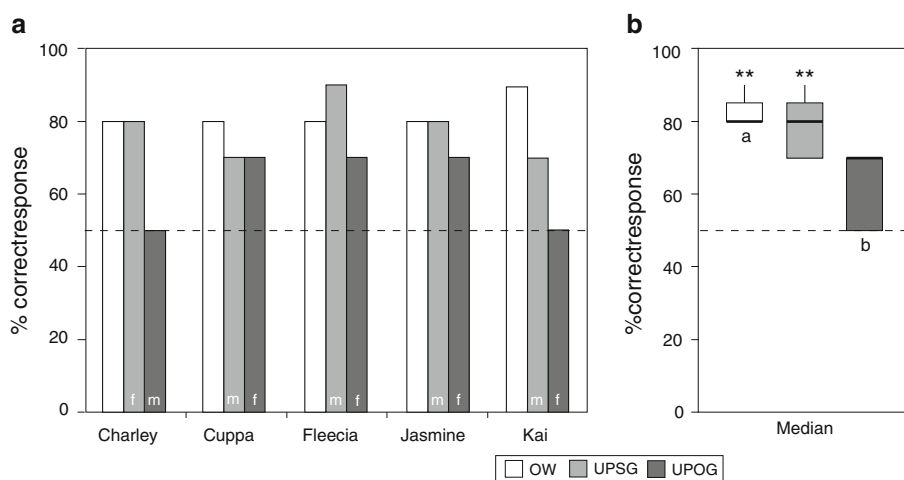 a
% correctresponse
100
80
60
40
20
0
f m
m f
m f
m f
m f
Charley Cuppa Fleecia Jasmine Kai
b
%correctresponse
100
80
60
40
20
0
** **
a
b
Median
OW UPSG UPOG